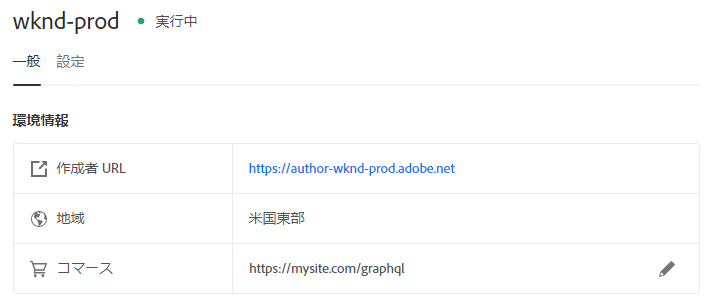 wknd-prod 実行中
一般 設定
環境情報
作成者 URL https://author-wknd-prod.adobe.net
地域 米国東部
コマース https://mysite.com/graphql